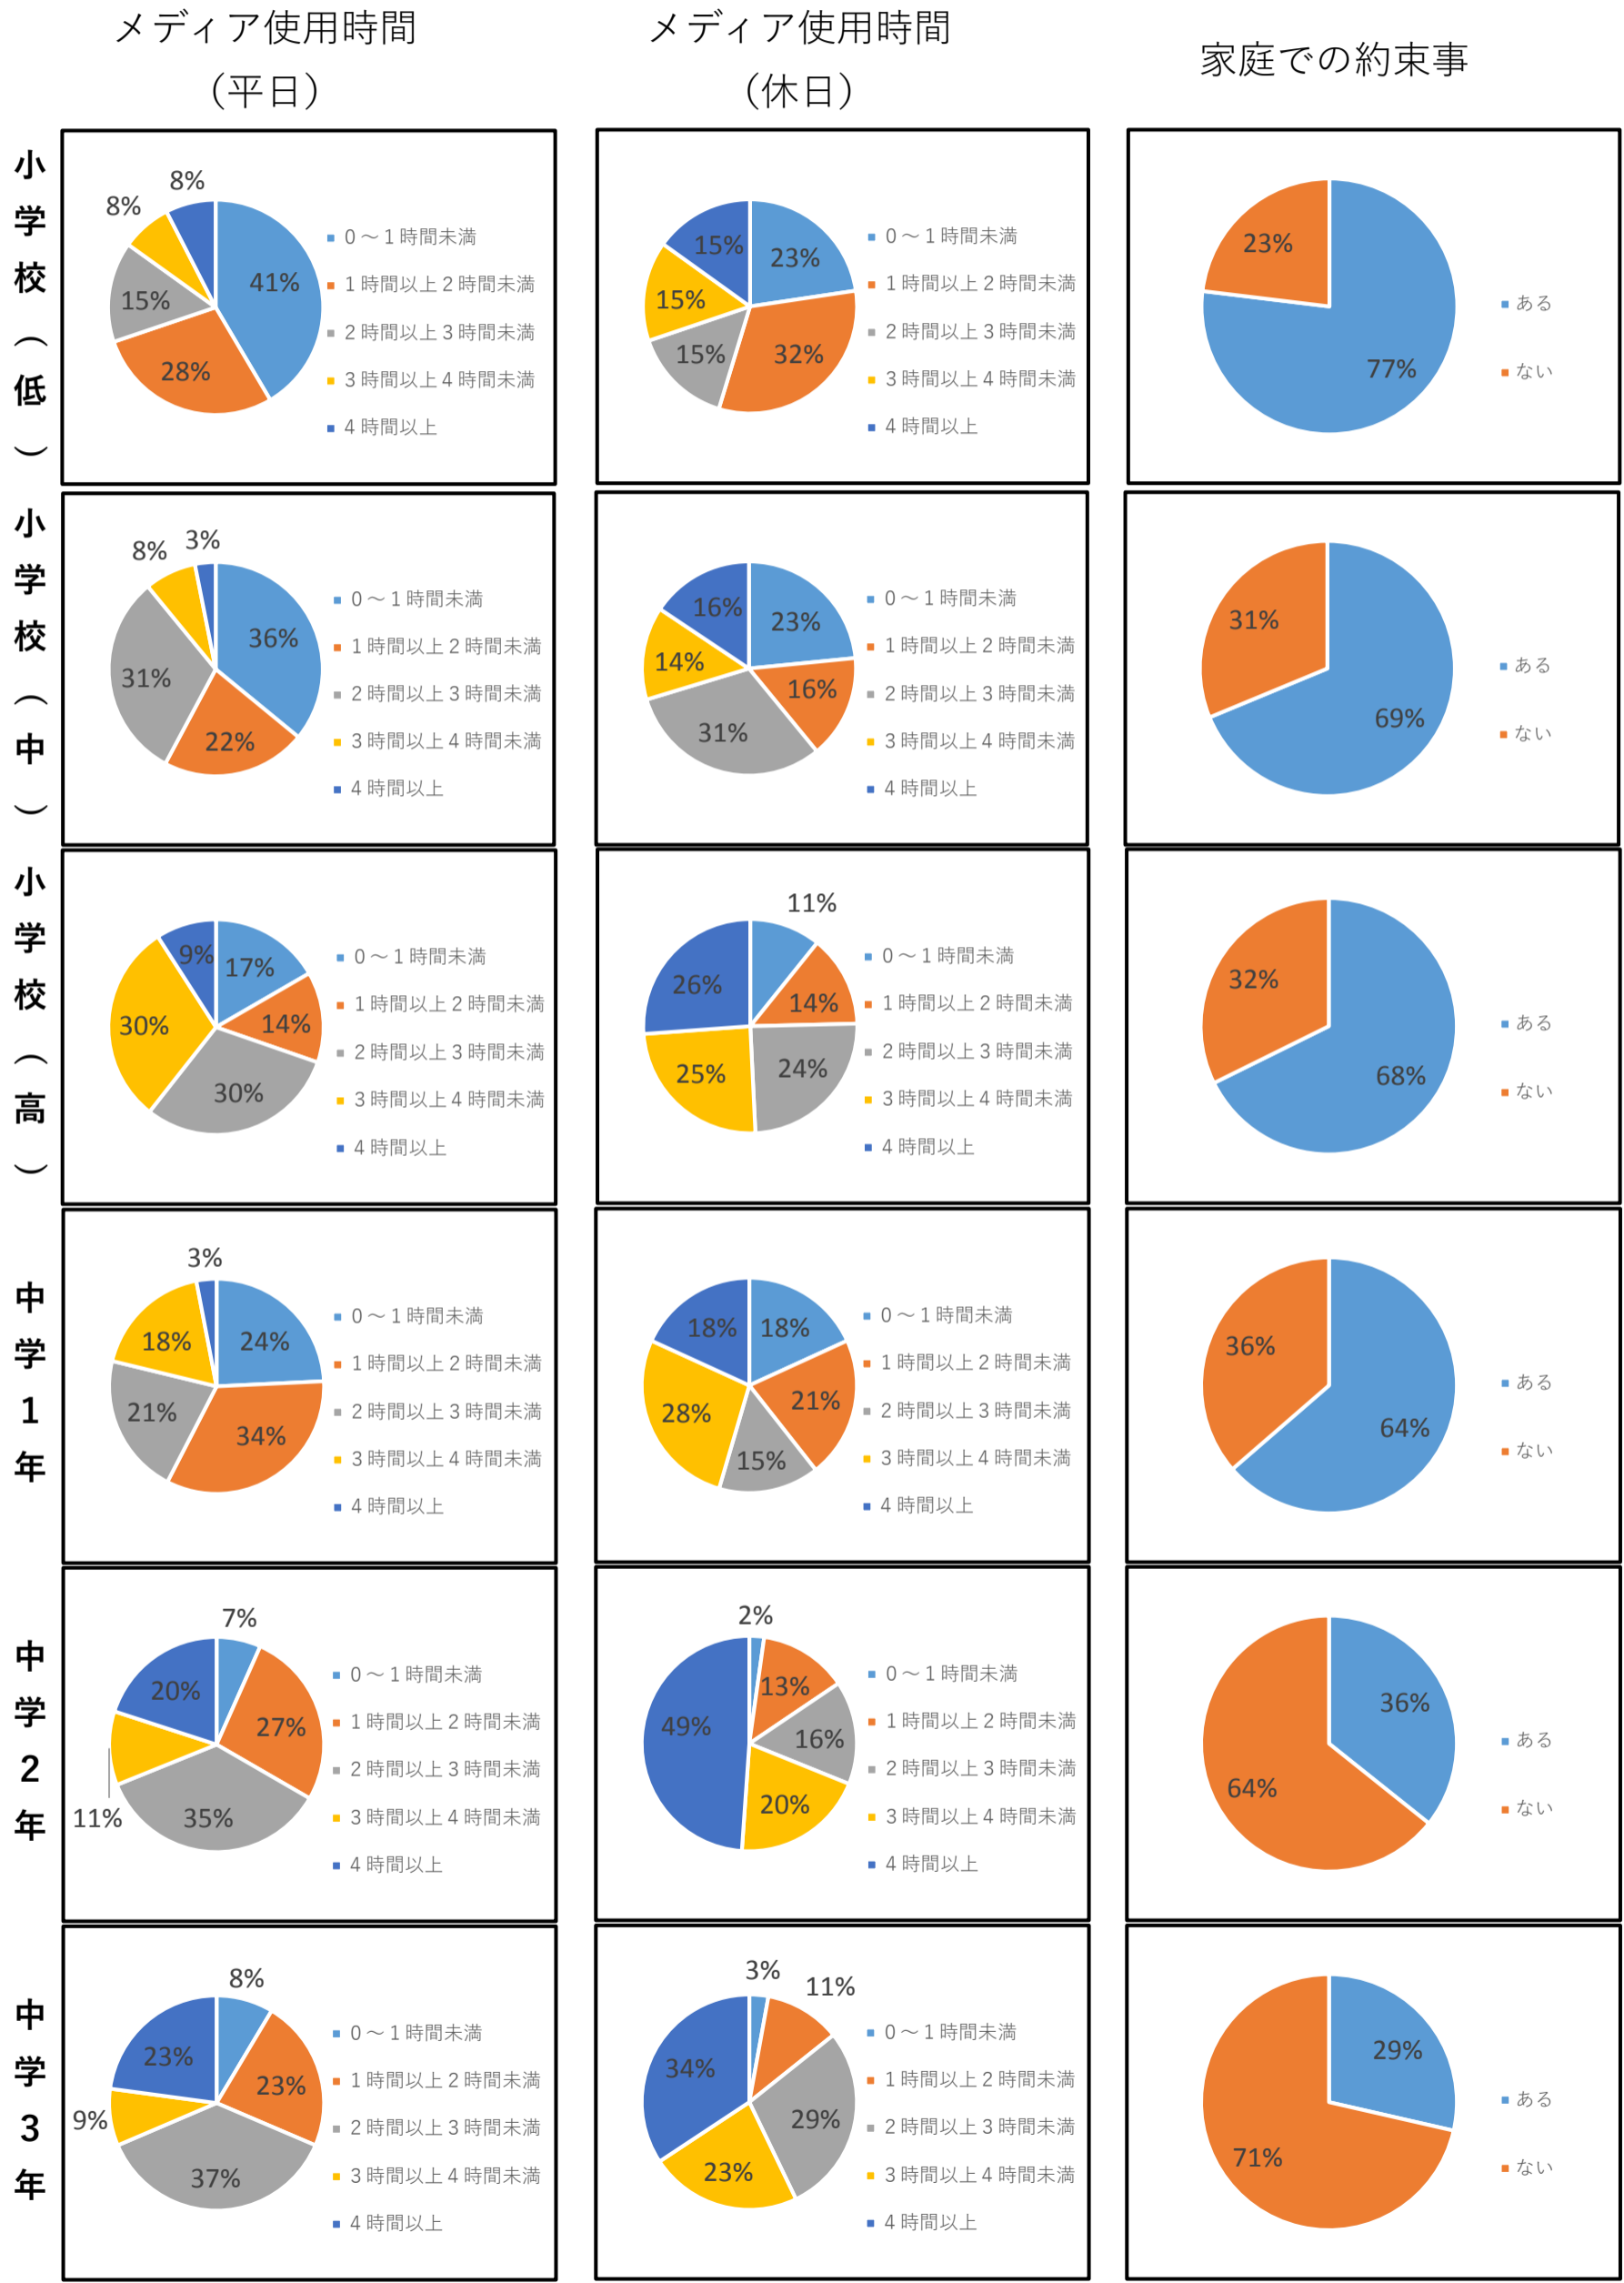 メディア使用時間
（平日）
メディア使用時間
（休日）
家庭での約束事
小学校（低）
8%
8%
41%
15%
28%
0～1時間未満
1時間以上2時間未満
2時間以上3時間未満
3時間以上4時間未満
4時間以上
15%
23%
15%
15%
32%
0～1時間未満
1時間以上2時間未満
2時間以上3時間未満
3時間以上4時間未満
4時間以上
23%
77%
ある
ない
小学校（中）
3%
8%
36%
31%
22%
0～1時間未満
1時間以上2時間未満
2時間以上3時間未満
3時間以上4時間未満
4時間以上
16%
23%
14%
16%
31%
0～1時間未満
1時間以上2時間未満
2時間以上3時間未満
3時間以上4時間未満
4時間以上
31%
69%
ある
ない
小学校（高）
9%
17%
30%
14%
30%
0～1時間未満
1時間以上2時間未満
2時間以上3時間未満
3時間以上4時間未満
4時間以上
11%
26%
14%
25%
24%
0～1時間未満
1時間以上2時間未満
2時間以上3時間未満
3時間以上4時間未満
4時間以上
32%
68%
ある
ない
中学1年
3%
18%
24%
21%
34%
0～1時間未満
1時間以上2時間未満
2時間以上3時間未満
3時間以上4時間未満
4時間以上
18%
18%
28%
21%
15%
0～1時間未満
1時間以上2時間未満
2時間以上3時間未満
3時間以上4時間未満
4時間以上
36%
64%
ある
ない
中学2年
7%
20%
27%
11%
35%
0～1時間未満
1時間以上2時間未満
2時間以上3時間未満
3時間以上4時間未満
4時間以上
2%
13%
49%
16%
20%
0～1時間未満
1時間以上2時間未満
2時間以上3時間未満
3時間以上4時間未満
4時間以上
36%
64%
ある
ない
中学3年
8%
23%
23%
9%
37%
0～1時間未満
1時間以上2時間未満
2時間以上3時間未満
3時間以上4時間未満
4時間以上
3%
11%
34%
29%
23%
0～1時間未満
1時間以上2時間未満
2時間以上3時間未満
3時間以上4時間未満
4時間以上
29%
71%
ある
ない